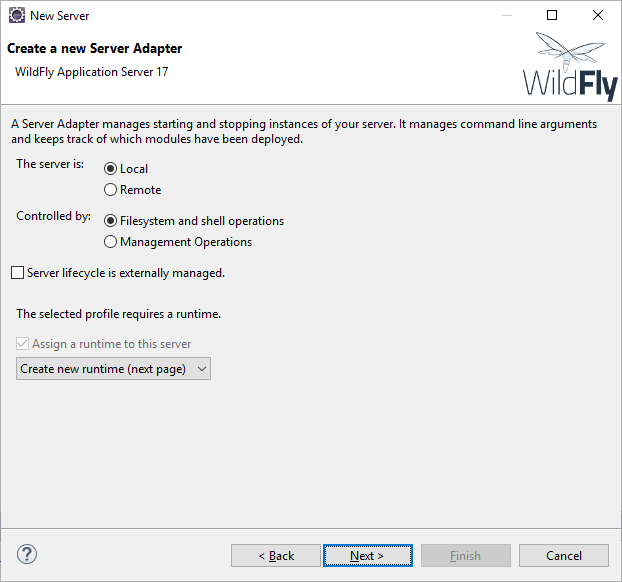 New Server
Create a new Server Adapter
WildFly Application Server 17
WildFly
A Server Adapter manages starting and stopping instances of your server. It manages command line arguments
and keeps track of which modules have been deployed.
The server is:
Local
Remote
Controlled by:
Filesystem and shell operations
Management Operations
Server lifecycle is externally managed.
The selected profile requires a runtime.
Assign a runtime to this server
Create new runtime (next page)
?
< Back
Next >
Finish
Cancel